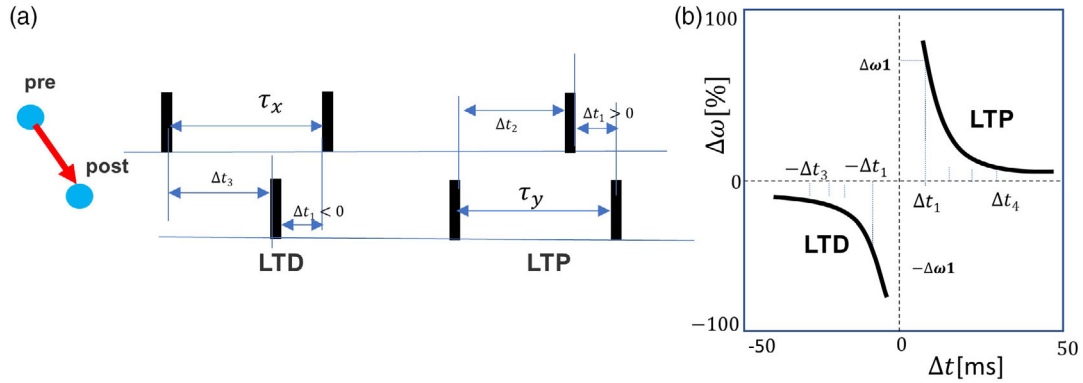 (a)
pre
post
τx
Δt3
Δt1 < 0
LTD
Δt2
Δt1 > 0
τy
LTP
(b)
100
Δω1
Δω[%]
LTP
−Δt3
−Δt1
0
Δt1
Δt4
LTD
−Δω1
−100
-50
0
50
Δt[ms]